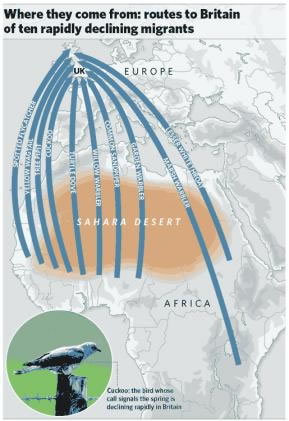 Where they come from: routes to Britain
of ten rapidly declining migrants
EUROPE
UK
SPOTTED FLYCATCHER
YELLOW WAGTAIL
TREE PIPIT
CUCKOO
TURTLE DOVE
WILLOW WARBLER
COMMON SANDPIPER
GARDEN WARBLER
MARSH WARBLER
LESSER WHITETHROAT
SAHARA DESERT
AFRICA
Cuckoo: the bird whose
call signals the spring is
declining rapidly in Britain